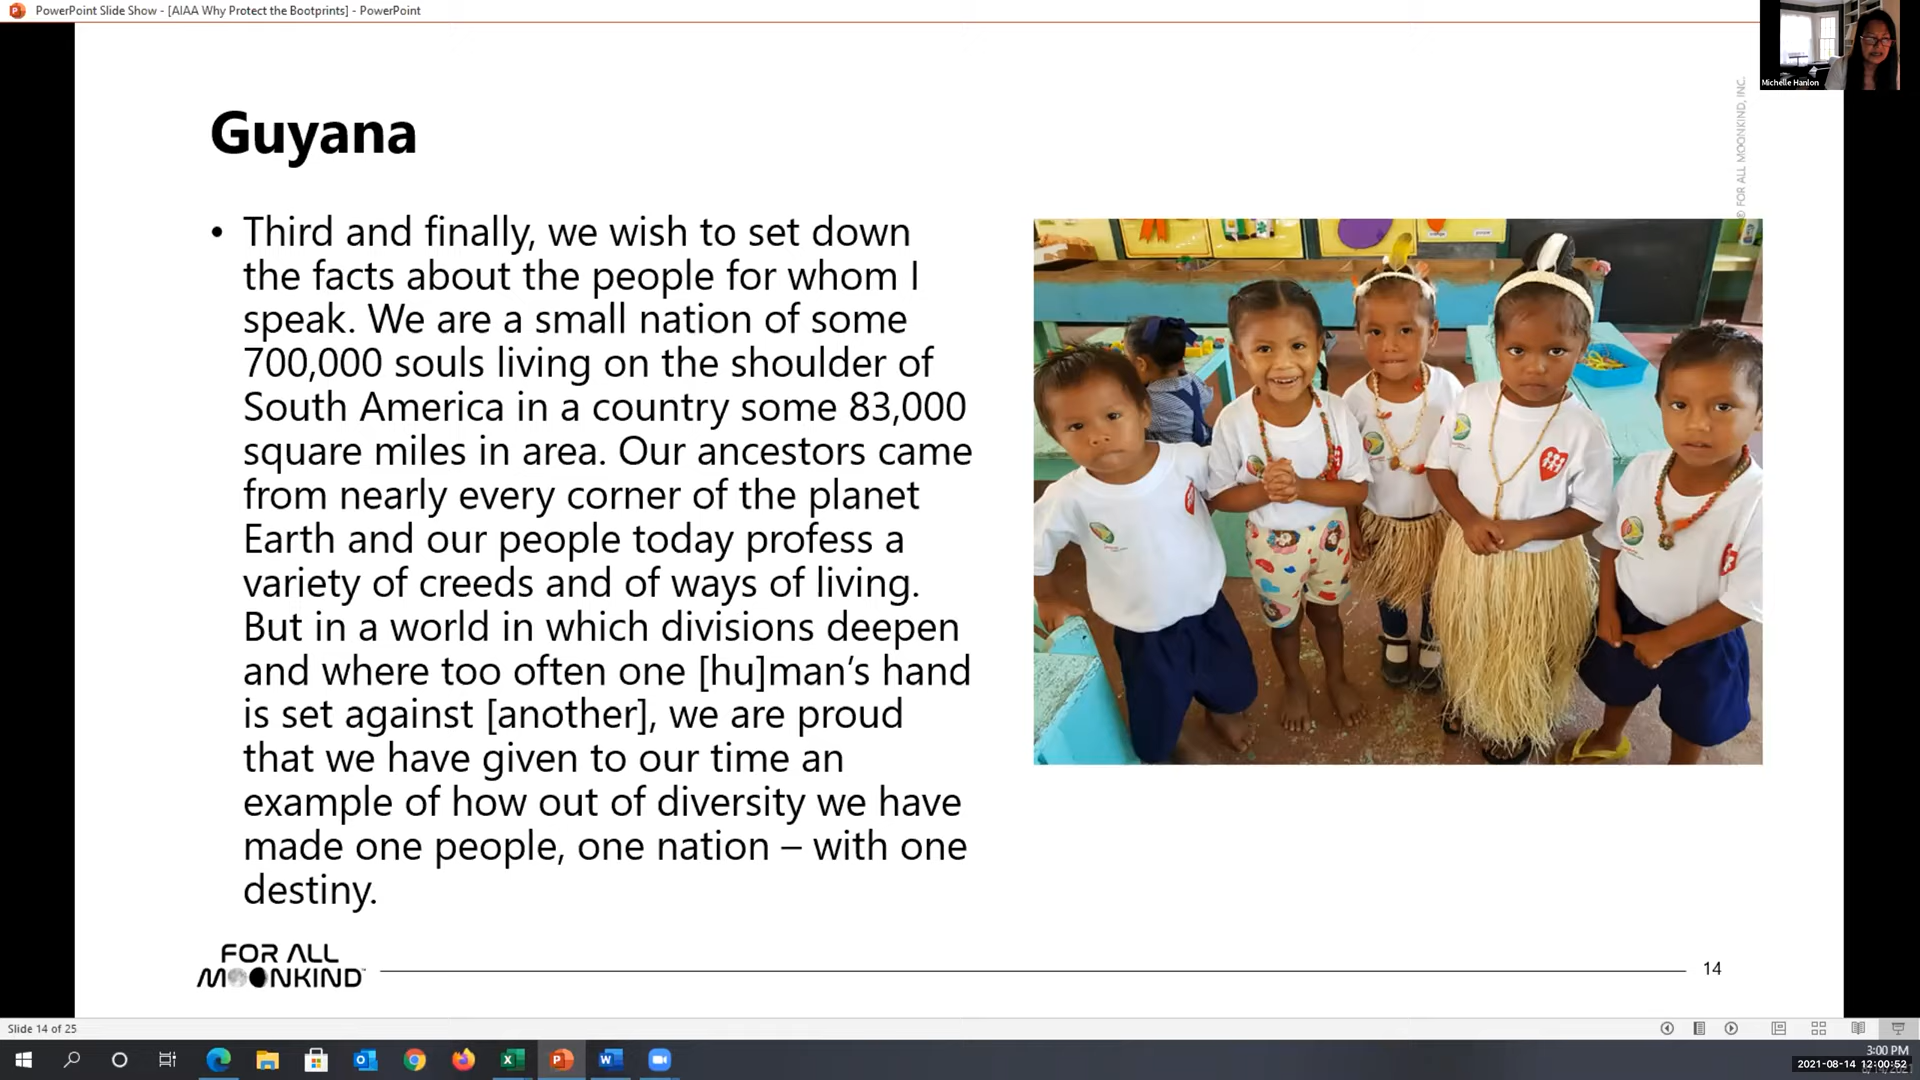 PowerPoint Slide Show - [AIAA Why Protect the Bootprints] - PowerPoint
Michelle Hanlon
© FOR ALL MOONKIND, INC.
Guyana
• Third and finally, we wish to set down
the facts about the people for whom I
speak. We are a small nation of some
700,000 souls living on the shoulder of
South America in a country some 83,000
square miles in area. Our ancestors came
from nearly every corner of the planet
Earth and our people today profess a
variety of creeds and of ways of living.
But in a world in which divisions deepen
and where too often one [hu]man’s hand
is set against [another], we are proud
that we have given to our time an
example of how out of diversity we have
made one people, one nation – with one
destiny.
FOR ALL
MOONKIND
14
Slide 14 of 25
3:00 PM
2021-08-14 12:00:52